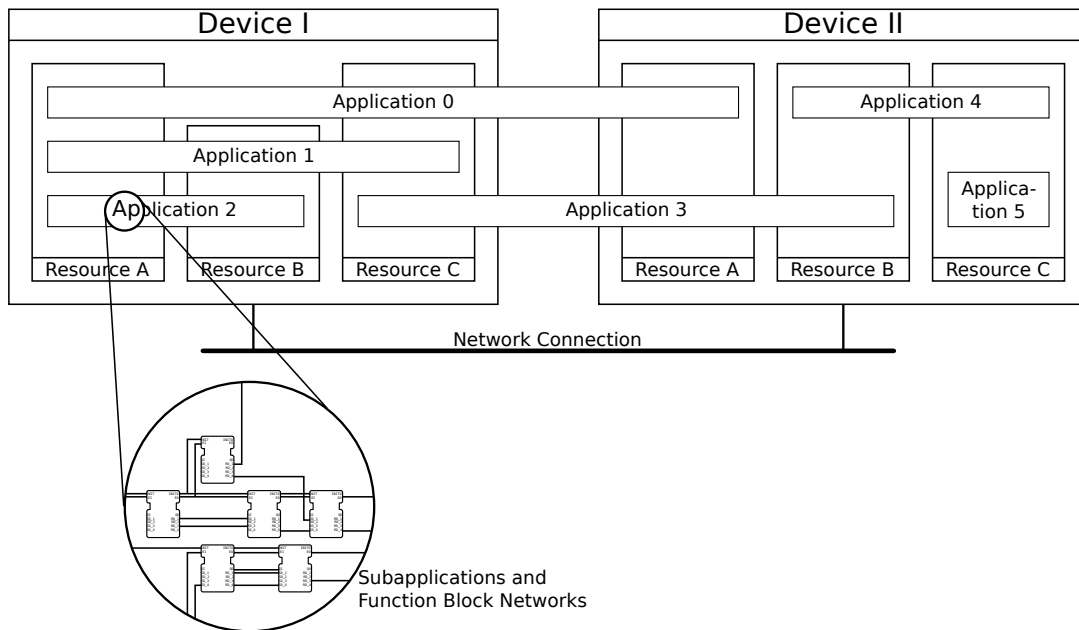 Device I
Device II
Application 0
Application 4
Application 1
Applica-
tion 5
Application 2
Application 3
Resource A
Resource B
Resource C
Resource A
Resource B
Resource C
Network Connection
Subapplications and
Function Block Networks